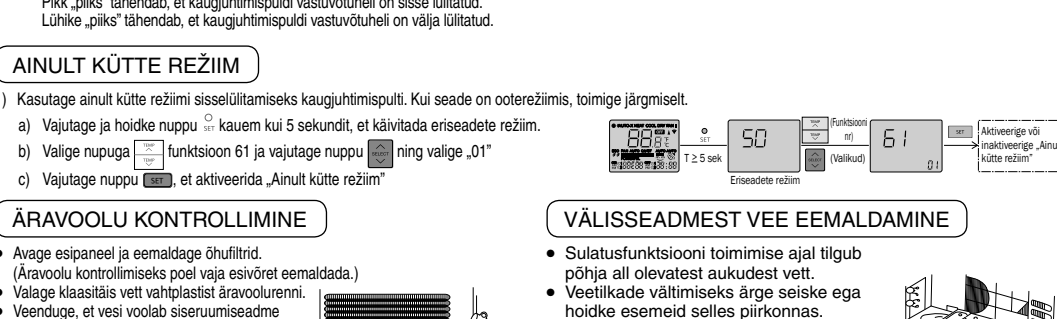 Pikk „piiks" tähendab, et kaugjuhtimispuldi vastuvõtuheli on sisse lülitatud.
Lühike „piiks" tähendab, et kaugjuhtimispuldi vastuvõtuheli on välja lülitatud.
AINULT KÜTTE REŽIIM
) Kasutage ainult kütte režiimi sisselülitamiseks kaugjuhtimispulti. Kui seade on ooterežiimis, toimige järgmiselt.
a) Vajutage ja hoidke nuppu SET kauem kui 5 sekundit, et käivitada eriseadete režiim.
b) Valige nupuga TEMP TEMP funktsioon 61 ja vajutage nuppu SELECT ning valige „01"
c) Vajutage nuppu SET, et aktiveerida „Ainult kütte režiim"
SET
T ≥ 5 sek
50
Eriseadete režiim
TEMP (Funktsiooni
TEMP nr)
SELECT (Valikud)
61
01
SET
Aktiveerige või
inaktiveerige „Ainu
kütte režiim"
ÄRAVOOLU KONTROLLIMINE
• Avage esipaneel ja eemaldage õhufiltrid.
(Äravoolu kontrollimiseks poel vaja esivõret eemaldada.)
• Valage klaasitäis vett vahtplastist äravoolurenni.
• Veenduge, et vesi voolab siseruumiseadme
VÄLISSEADMEST VEE EEMALDAMINE
• Sulatusfunktsiooni toimimise ajal tilgub
põhja all olevatest aukudest vett.
• Veetilkade vältimiseks ärge seiske ega
hoidke esemeid selles piirkonnas.